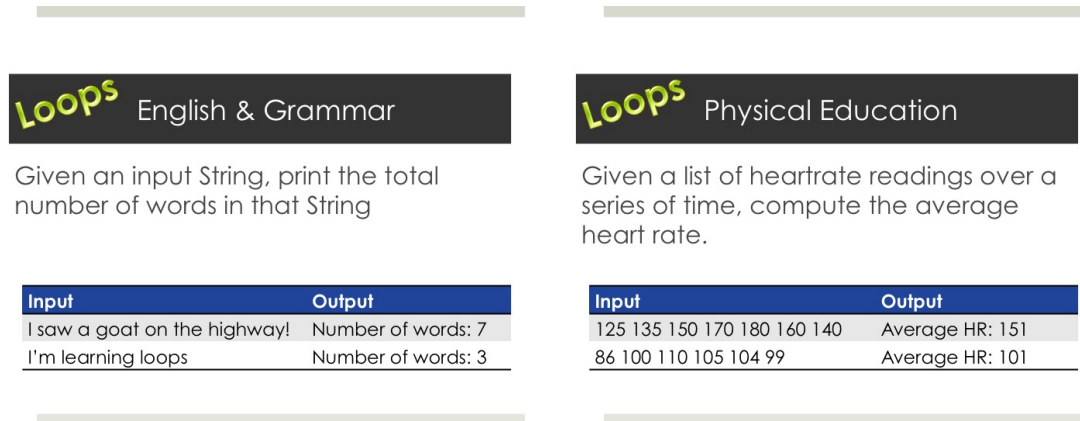 Loops English & Grammar
Given an input String, print the total
number of words in that String
Input Output
I saw a goat on the highway! Number of words: 7
I'm learning loops Number of words: 3
Loops Physical Education
Given a list of heartrate readings over a
series of time, compute the average
heart rate.
Input Output
125 135 150 170 180 160 140 Average HR: 151
86 100 110 105 104 99 Average HR: 101